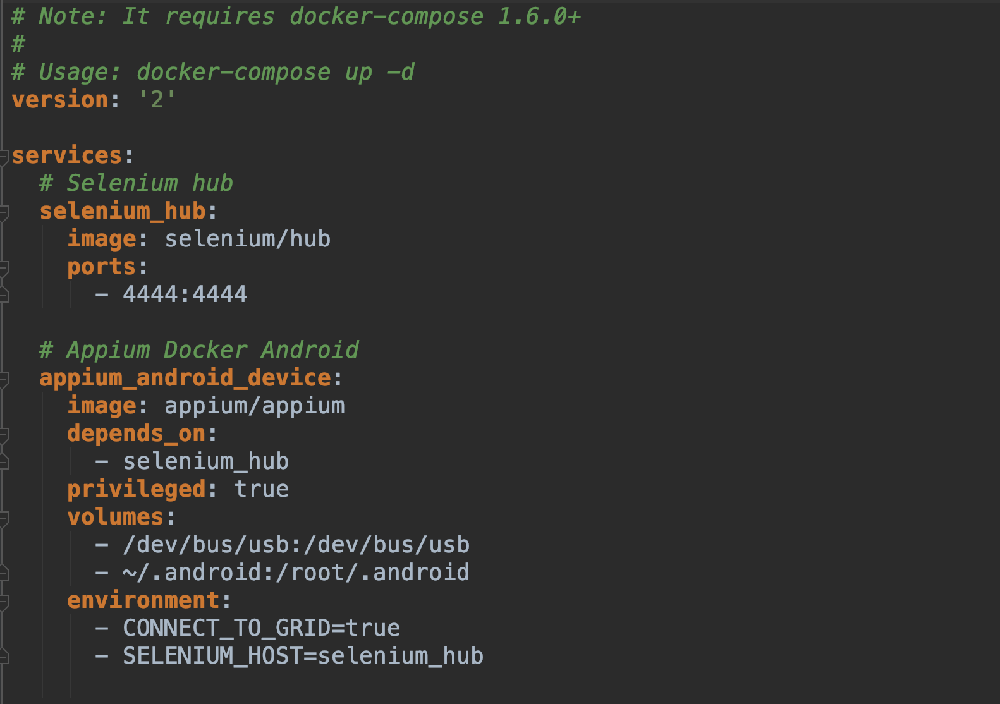 # Note: It requires docker-compose 1.6.0+
#
# Usage: docker-compose up -d
version: '2'

services:
  # Selenium hub
  selenium_hub:
    image: selenium/hub
    ports:
      - 4444:4444

  # Appium Docker Android
  appium_android_device:
    image: appium/appium
    depends_on:
      - selenium_hub
    privileged: true
    volumes:
      - /dev/bus/usb:/dev/bus/usb
      - ~/.android:/root/.android
    environment:
      - CONNECT_TO_GRID=true
      - SELENIUM_HOST=selenium_hub